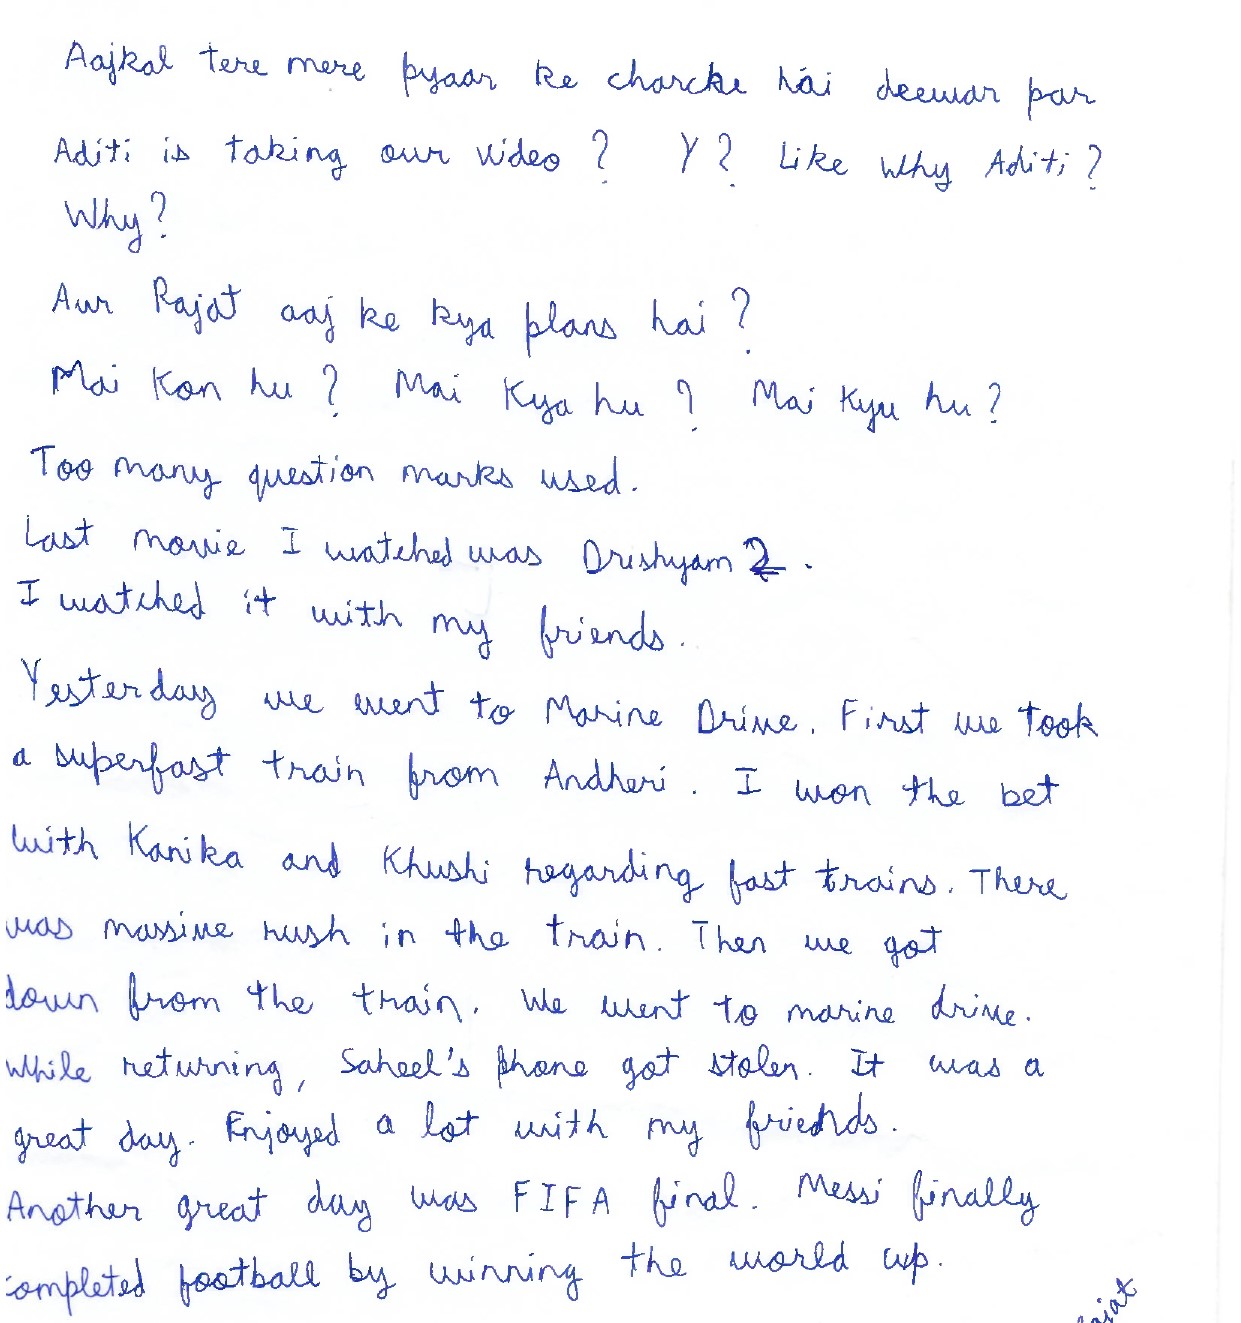 Aajkal tere mere pyaar ke charche hai deewar par
Aditi is taking our video ? Y ? Like why Aditi ?
Why ?
Aur Rajat aaj ke kya plans hai ?
Mai Kon hu ? Mai Kya hu ? Mai Kyu hu ?
Too many question marks used.
Last movie I watched was Drishyam 2.
I watched it with my friends.
Yesterday we went to Marine Drive. First we took
a superfast train from Andheri. I won the bet
with Kanika and Khushi regarding fast trains. There
was massive rush in the train. Then we got
down from the train. We went to marine drive.
While returning, Saheel's phone got stolen. It was a
great day. Enjoyed a lot with my friends.
Another great day was FIFA final. Messi finally
completed football by winning the world cup.